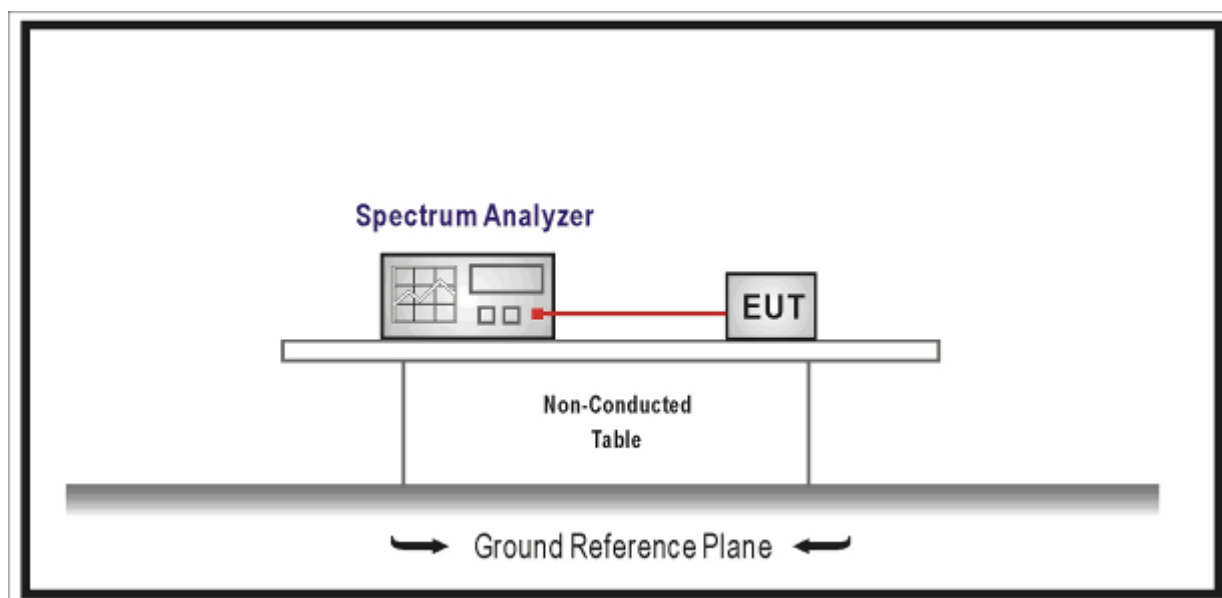 Spectrum Analyzer
EUT
Non-Conducted
Table
Ground Reference Plane